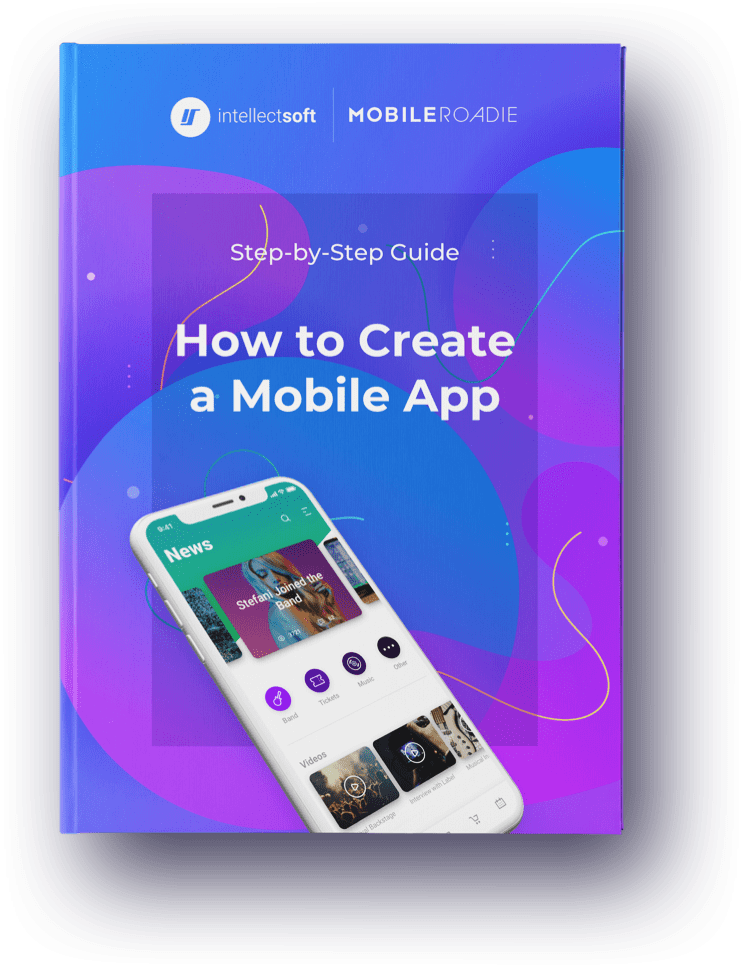 intellectsoft
MOBILEROADIE
Step-by-Step Guide
How to Create
a Mobile App
9:41
News
Stefani Joined the
Band
Band
Tickets
Music
Other
Videos
Backstage
Interview with Label
Musical In